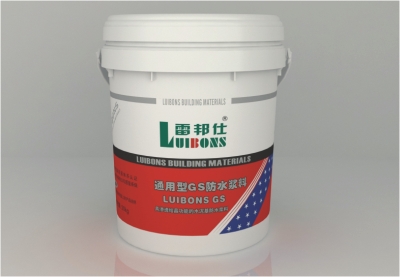 LUIBONS BUILDING MATERIALS
雷邦仕®
LUIBONS
LUIBONS BUILDING MATERIALS
通用型GS防水浆料
LUIBONS GS